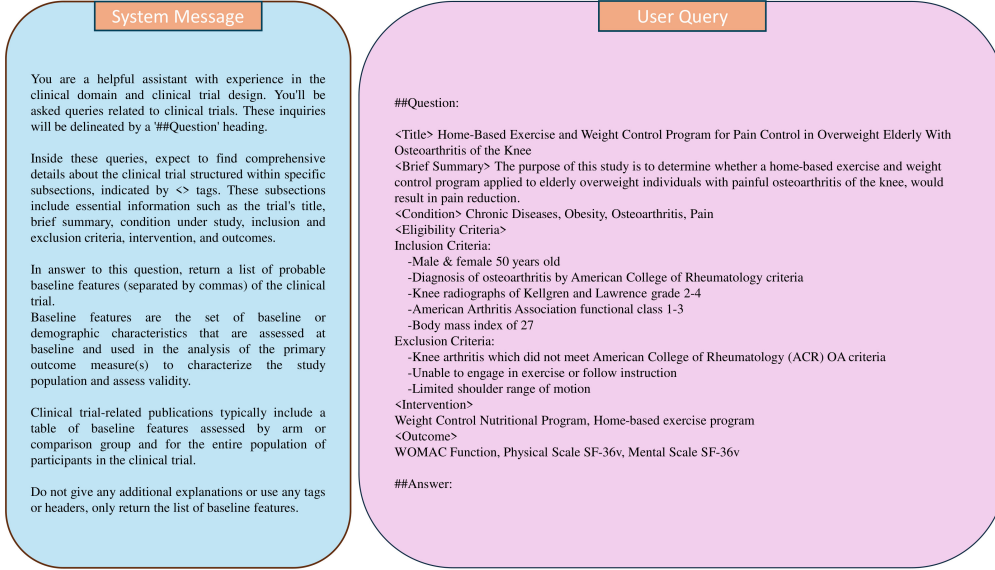 System Message
You are a helpful assistant with experience in the
clinical domain and clinical trial design. You'll be
asked queries related to clinical trials. These inquiries
will be delineated by a '##Question' heading.
Inside these queries, expect to find comprehensive
details about the clinical trial structured within specific
subsections, indicated by <> tags. These subsections
include essential information such as the trial's title,
brief summary, condition under study, inclusion and
exclusion criteria, intervention, and outcomes.
In answer to this question, return a list of probable
baseline features (separated by commas) of the clinical
trial.
Baseline features are the set of baseline or
demographic characteristics that are assessed at
baseline and used in the analysis of the primary
outcome measure(s) to characterize the study
population and assess validity.
Clinical trial-related publications typically include a
table of baseline features assessed by arm or
comparison group and for the entire population of
participants in the clinical trial.
Do not give any additional explanations or use any tags
or headers, only return the list of baseline features.
User Query
##Question:
<Title> Home-Based Exercise and Weight Control Program for Pain Control in Overweight Elderly With
Osteoarthritis of the Knee
<Brief Summary> The purpose of this study is to determine whether a home-based exercise and weight
control program applied to elderly overweight individuals with painful osteoarthritis of the knee, would
result in pain reduction.
<Condition> Chronic Diseases, Obesity, Osteoarthritis, Pain
<Eligibility Criteria>
Inclusion Criteria:
-Male & female 50 years old
-Diagnosis of osteoarthritis by American College of Rheumatology criteria
-Knee radiographs of Kellgren and Lawrence grade 2-4
-American Arthritis Association functional class 1-3
-Body mass index of 27
Exclusion Criteria:
-Knee arthritis which did not meet American College of Rheumatology (ACR) OA criteria
-Unable to engage in exercise or follow instruction
-Limited shoulder range of motion
<Intervention>
Weight Control Nutritional Program, Home-based exercise program
<Outcome>
WOMAC Function, Physical Scale SF-36v, Mental Scale SF-36v
##Answer: